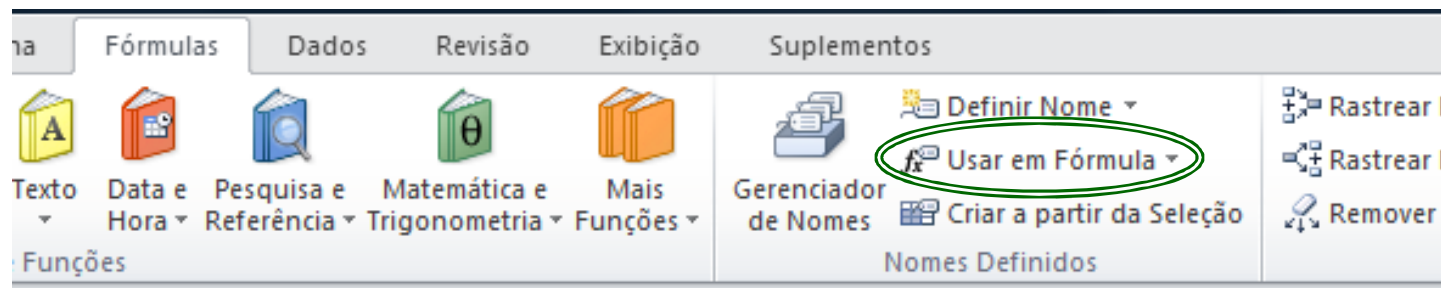 na Fórmulas Dados Revisão Exibição Suplementos
A θ Definir Nome Rastrear
fx Usar em Fórmula Rastrear
Texto Data e Hora Pesquisa e Referência Matemática e Trigonometria Mais Funções Gerenciador de Nomes Criar a partir da Seleção Remover
Funções Nomes Definidos